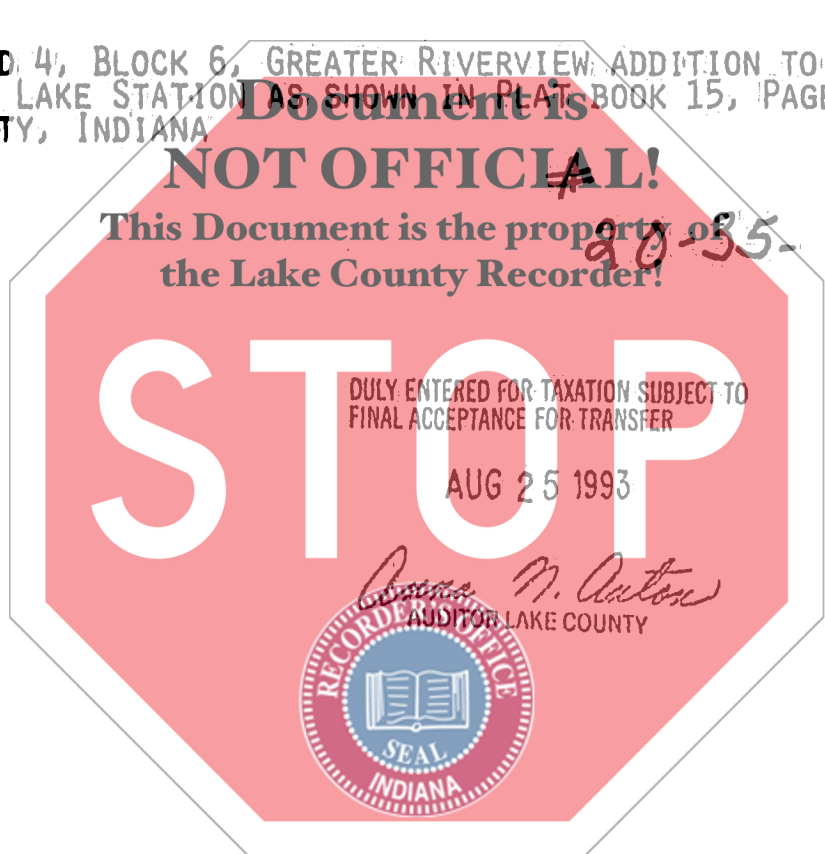 D 4, BLOCK 6, GREATER RIVERVIEW ADDITION TO
LAKE STATION AS SHOWN IN PLAT BOOK 15, PAGE
TY, INDIANA
Document is
NOT OFFICIAL!
#
This Document is the property of
20-35-
the Lake County Recorder!
STOP
DULY ENTERED FOR TAXATION SUBJECT TO
FINAL ACCEPTANCE FOR TRANSFER
AUG 25 1993
Anna N. Anton
AUDITOR LAKE COUNTY
RECORDER'S OFFICE
SEAL
INDIANA